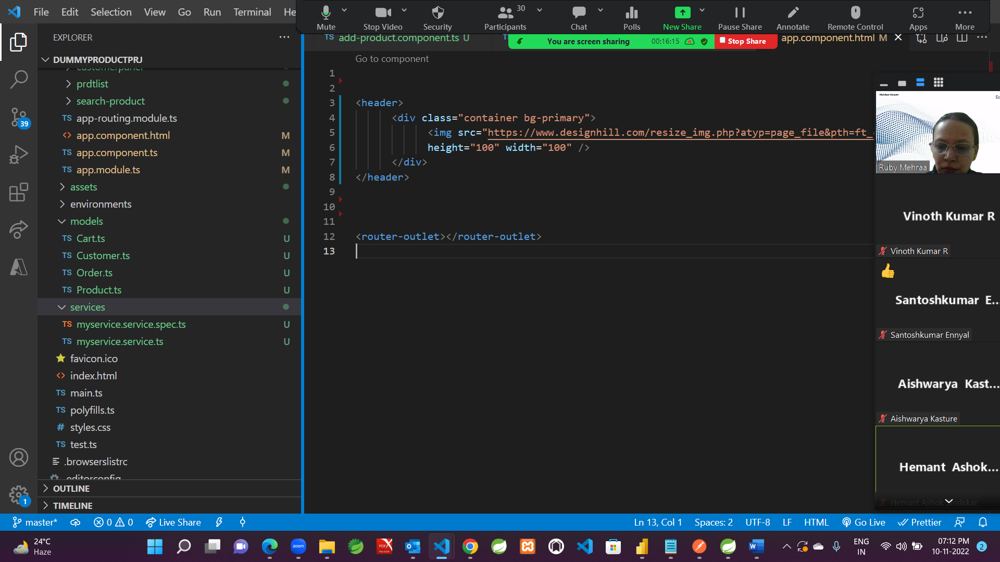 File Edit Selection View Go Run Terminal He
Mute Stop Video Security Participants 30 Chat Polls New Share Pause Share Annotate Remote Control Apps More
EXPLORER
TS add-product.component.ts U
You are screen sharing 00:16:15 Stop Share
app.component.html M
DUMMYPRODUCTPRJ
customerpanel
prdtlist
search-product
TS app-routing.module.ts
<> app.component.html M
TS app.component.ts M
TS app.module.ts M
assets
environments
models
TS Cart.ts U
TS Customer.ts U
TS Order.ts U
TS Product.ts U
services
TS myservice.service.spec.ts U
TS myservice.service.ts U
favicon.ico
<> index.html
TS main.ts
TS polyfills.ts
# styles.css
TS test.ts
.browserslistrc
.editorconfig
OUTLINE
TIMELINE
39
1
Go to component
1
2
3 <header>
4 <div class="container bg-primary">
5 <img src="https://www.designhill.com/resize_img.php?atyp=page_file&pth=ft_
6 height="100" width="100" />
7 </div>
8 </header>
9
10
11
12 <router-outlet></router-outlet>
13
#letslearntoteam
Ruby Mehraa
Vinoth Kumar R
Vinoth Kumar R
Santoshkumar E...
Santoshkumar Ennyal
Aishwarya Kast...
Aishwarya Kasture
Hemant Ashok...
Hemant Ashok Sindekar
master* 0 0 Live Share Ln 13, Col 1 Spaces: 2 UTF-8 LF HTML Go Live Prettier
24°C
Haze
zoom
PDF
ENG
IN
07:12 PM
10-11-2022
2